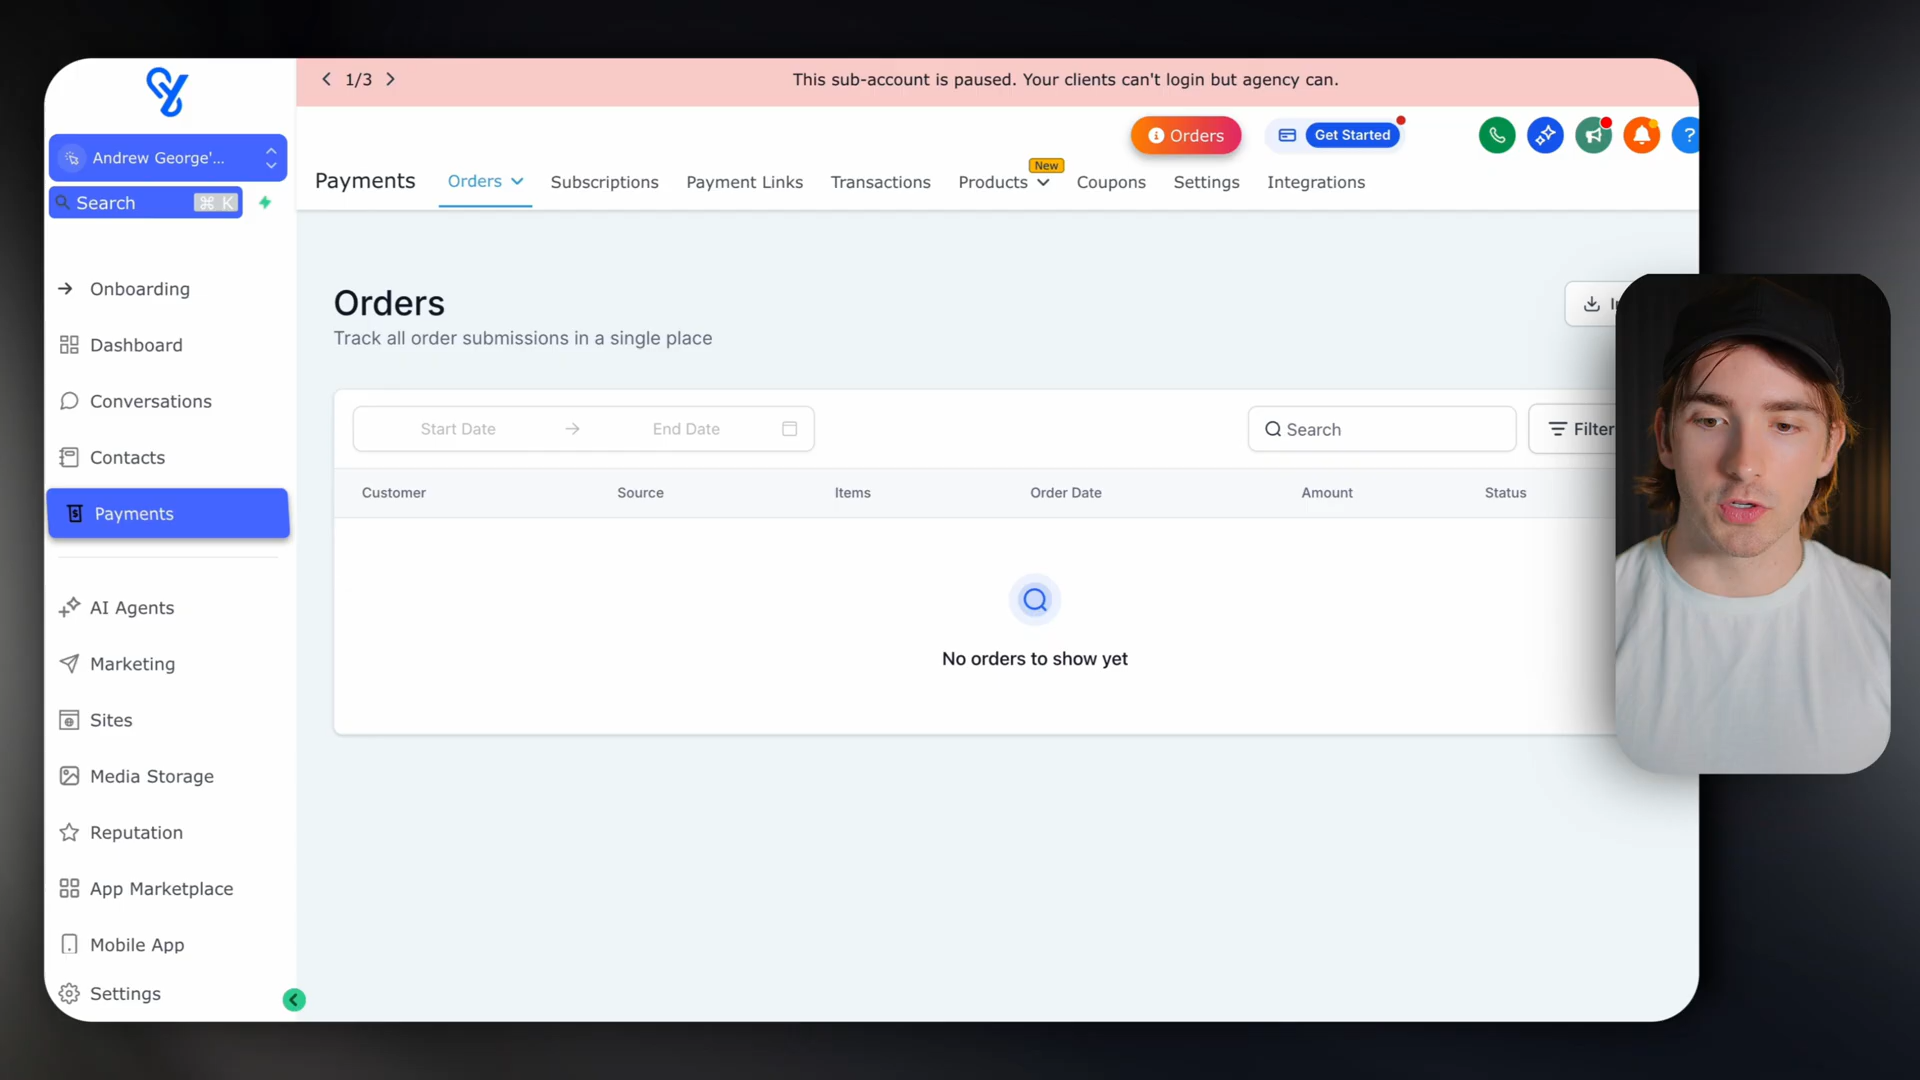 1/3
This sub-account is paused. Your clients can't login but agency can.
Andrew George'...
Search ⌘ K
Orders
Get Started
?
Payments
Orders
Subscriptions
Payment Links
Transactions
Products
New
Coupons
Settings
Integrations
Onboarding
Dashboard
Conversations
Contacts
Payments
AI Agents
Marketing
Sites
Media Storage
Reputation
App Marketplace
Mobile App
Settings
Orders
Track all order submissions in a single place
Start Date
End Date
Search
Filter
Customer
Source
Items
Order Date
Amount
Status
No orders to show yet